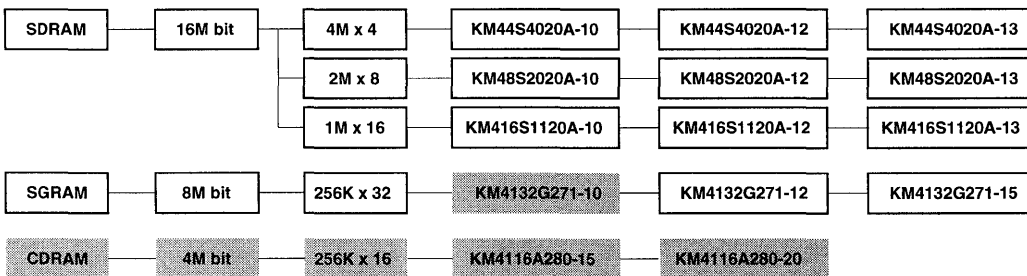 SDRAM 16M bit 4M x 4 KM44S4020A-10 KM44S4020A-12 KM44S4020A-13
2M x 8 KM48S2020A-10 KM48S2020A-12 KM48S2020A-13
1M x 16 KM416S1120A-10 KM416S1120A-12 KM416S1120A-13
SGRAM 8M bit 256K x 32 KM4132G271-10 KM4132G271-12 KM4132G271-15
CDRAM 4M bit 256K x 16 KM4116A280-15 KM4116A280-20